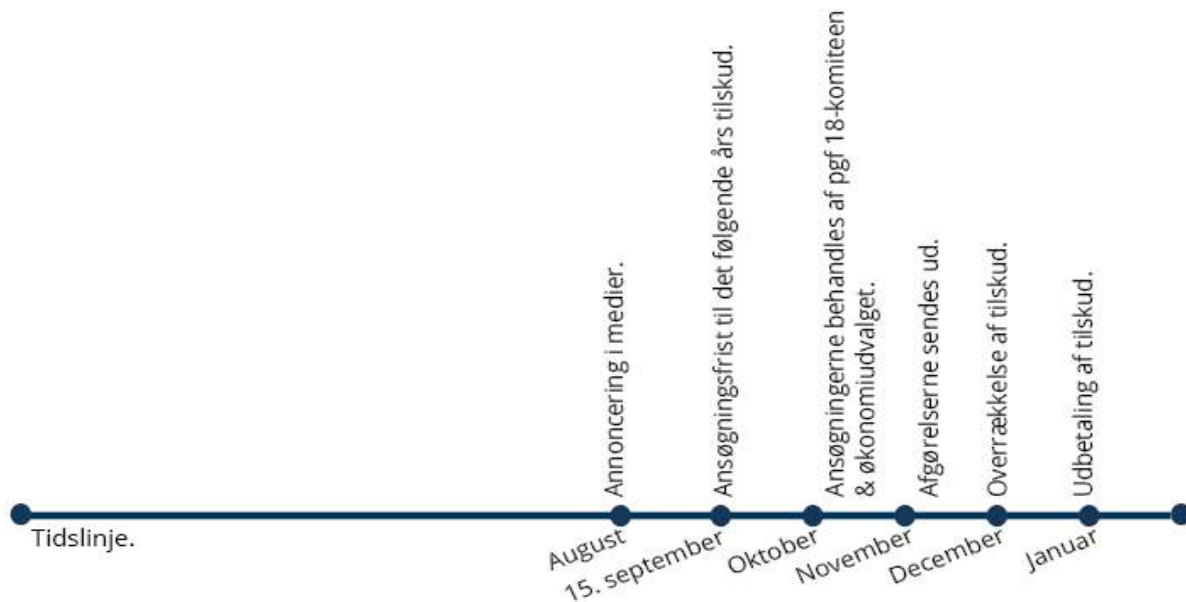 Annoncering i medier.
Ansøgningsfrist til det følgende års tilskud.
Ansøgningerne behandles af pgf 18-komiteen
& økonomiudvalget.
Afgørelserne sendes ud.
Overrækkelse af tilskud.
Udbetaling af tilskud.
Tidslinje.
August
15. september
Oktober
November
December
Januar